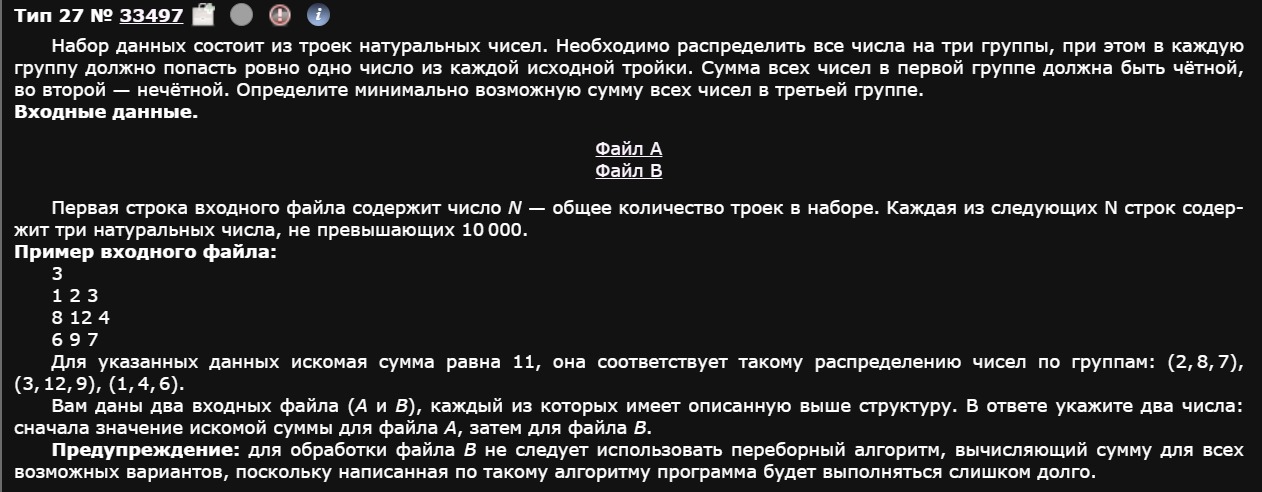 Тип 27 № 33497
Набор данных состоит из троек натуральных чисел. Необходимо распределить все числа на три группы, при этом в каждую
группу должно попасть ровно одно число из каждой исходной тройки. Сумма всех чисел в первой группе должна быть чётной,
во второй — нечётной. Определите минимально возможную сумму всех чисел в третьей группе.
Входные данные.
Файл A
Файл B
Первая строка входного файла содержит число N — общее количество троек в наборе. Каждая из следующих N строк содер-
жит три натуральных числа, не превышающих 10 000.
Пример входного файла:
3
1 2 3
8 12 4
6 9 7
Для указанных данных искомая сумма равна 11, она соответствует такому распределению чисел по группам: (2, 8, 7),
(3, 12, 9), (1, 4, 6).
Вам даны два входных файла (A и B), каждый из которых имеет описанную выше структуру. В ответе укажите два числа:
сначала значение искомой суммы для файла A, затем для файла B.
Предупреждение: для обработки файла B не следует использовать переборный алгоритм, вычисляющий сумму для всех
возможных вариантов, поскольку написанная по такому алгоритму программа будет выполняться слишком долго.